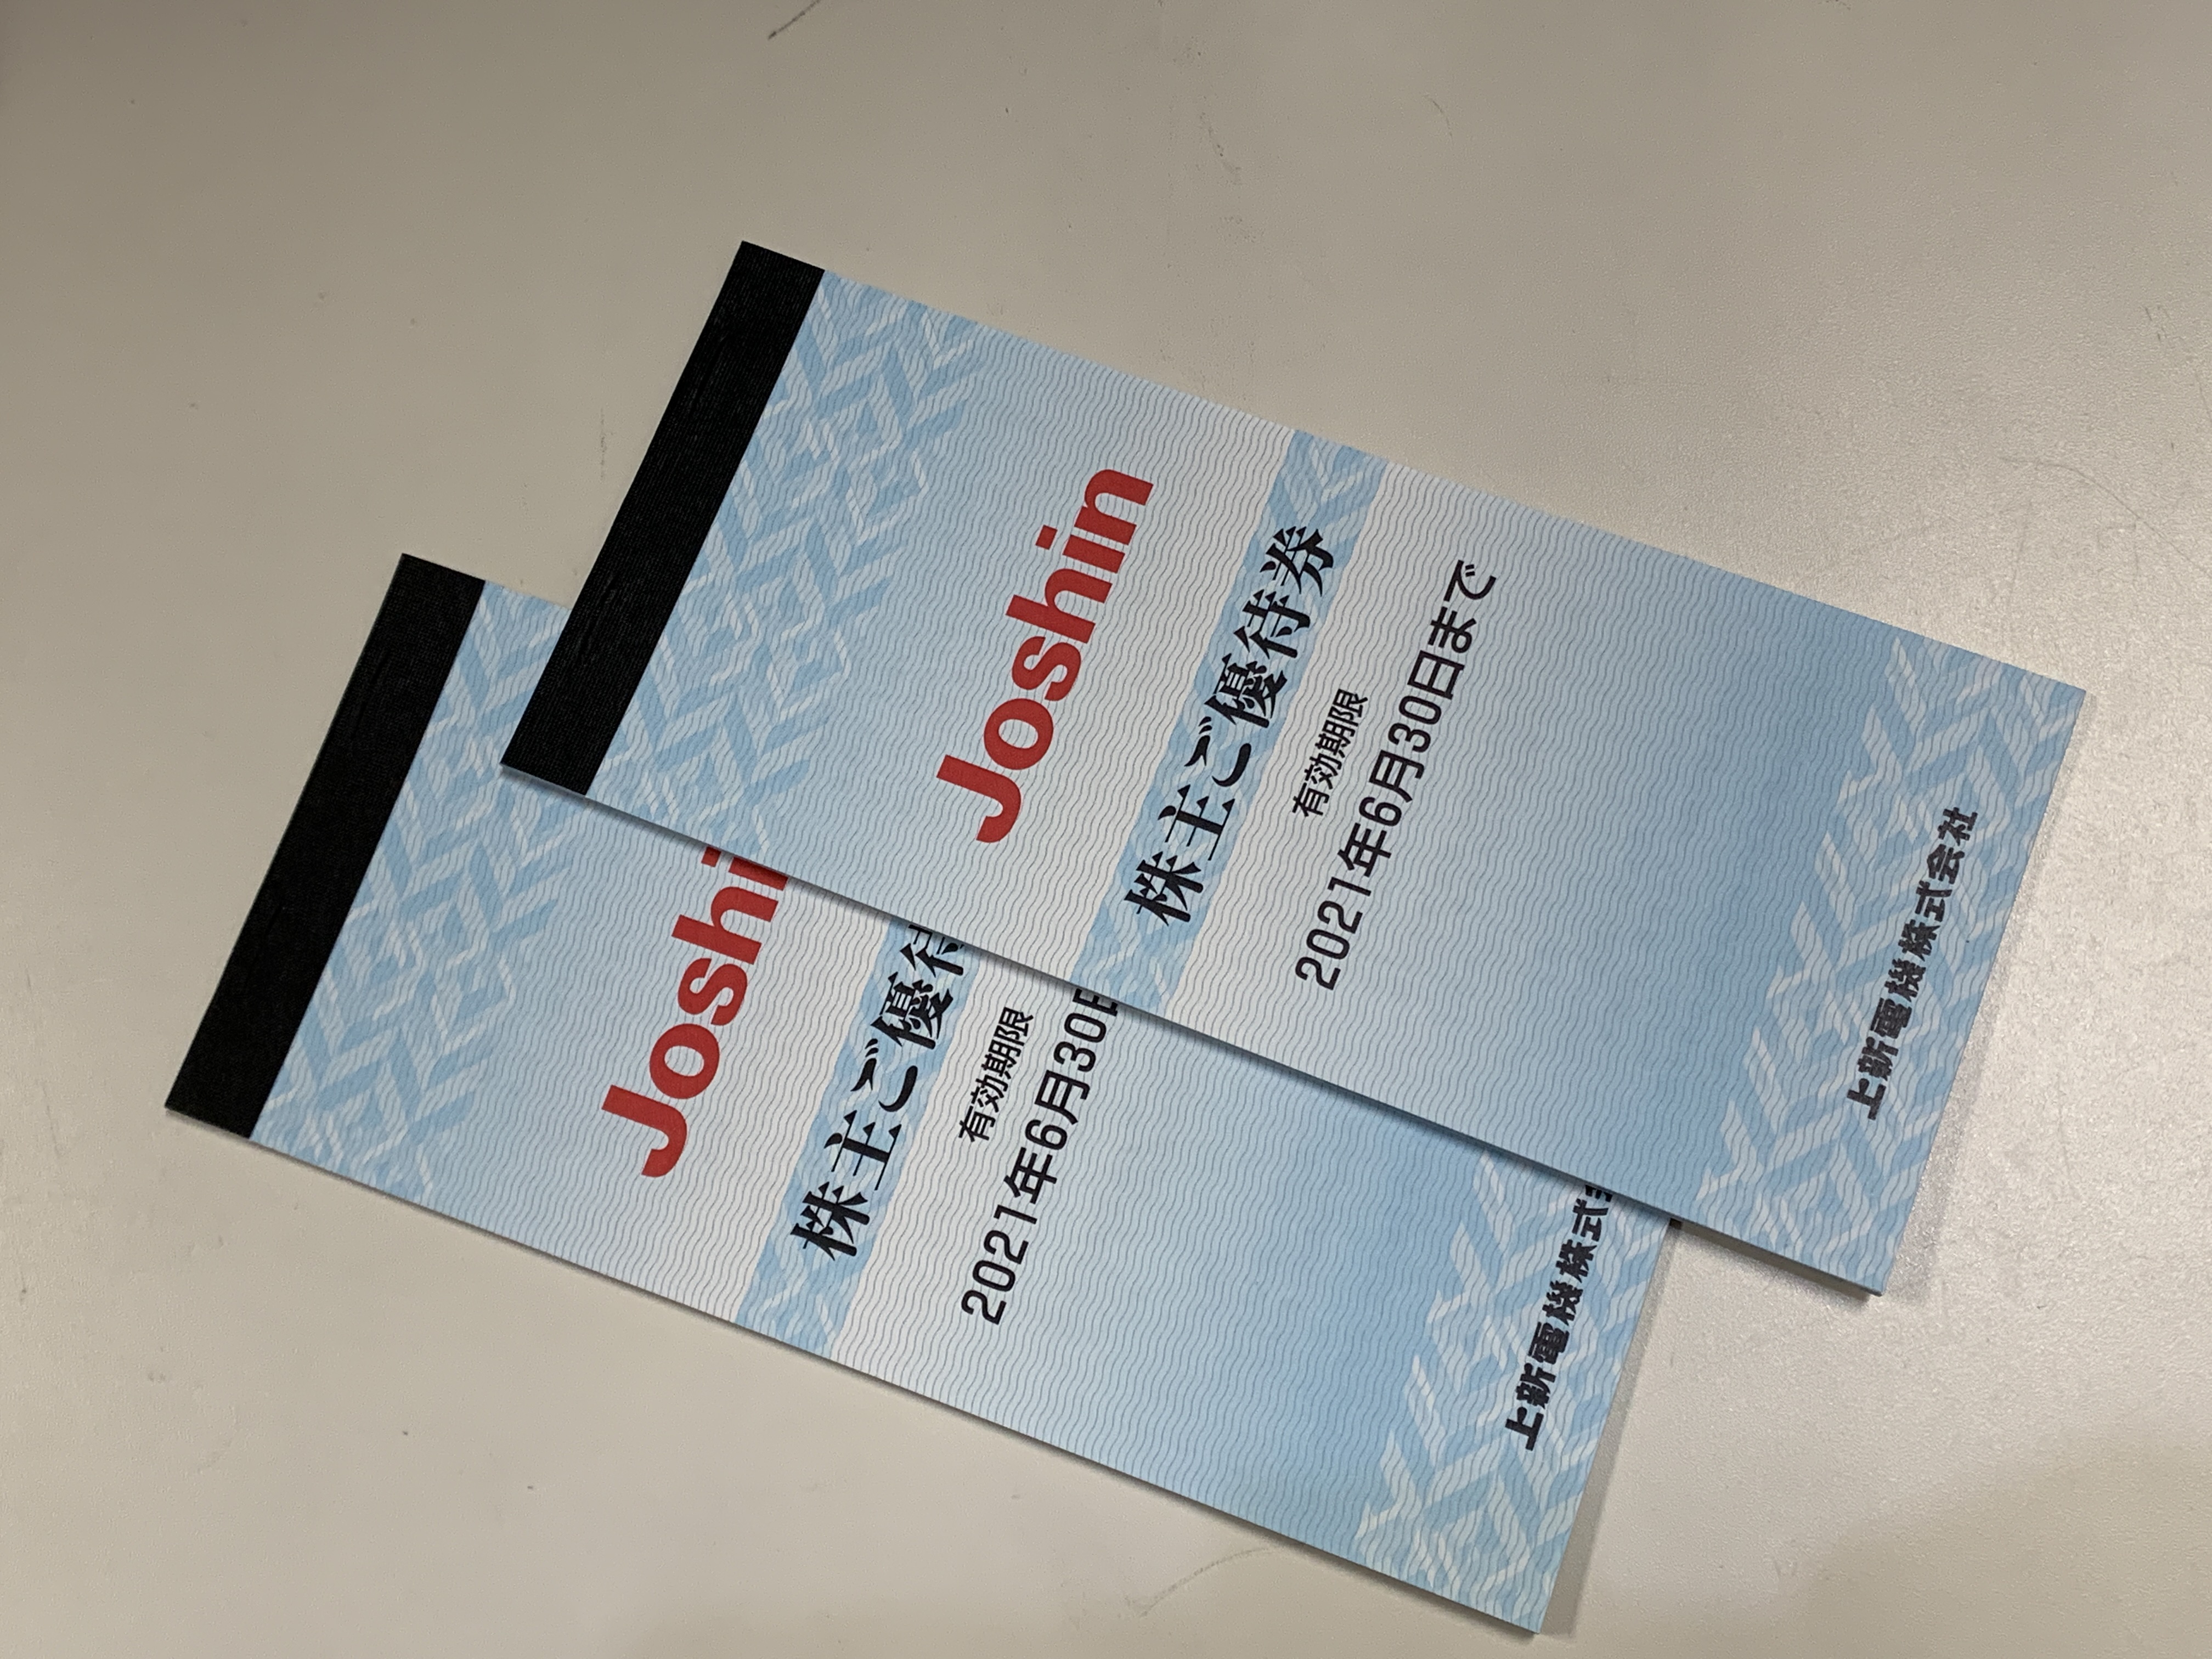 Joshin
株主ご優待券
有効期限
2021年6月30日まで
上新電機株式会社
Joshi
株主ご優待
有効期限
2021年6月30日
上新電機株式